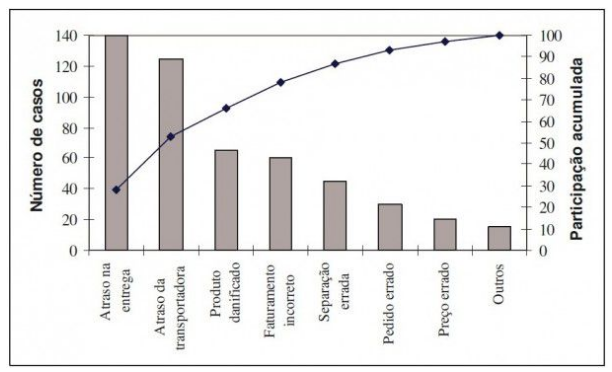 Número de casos
140
120
100
80
60
40
20
0
100
90
80
70
60
50
40
30
20
10
0
Participação acumulada
Atraso na
entrega
Atraso da
transportadora
Produto
danificado
Faturamento
incorreto
Separação
errada
Pedido errado
Preço errado
Outros